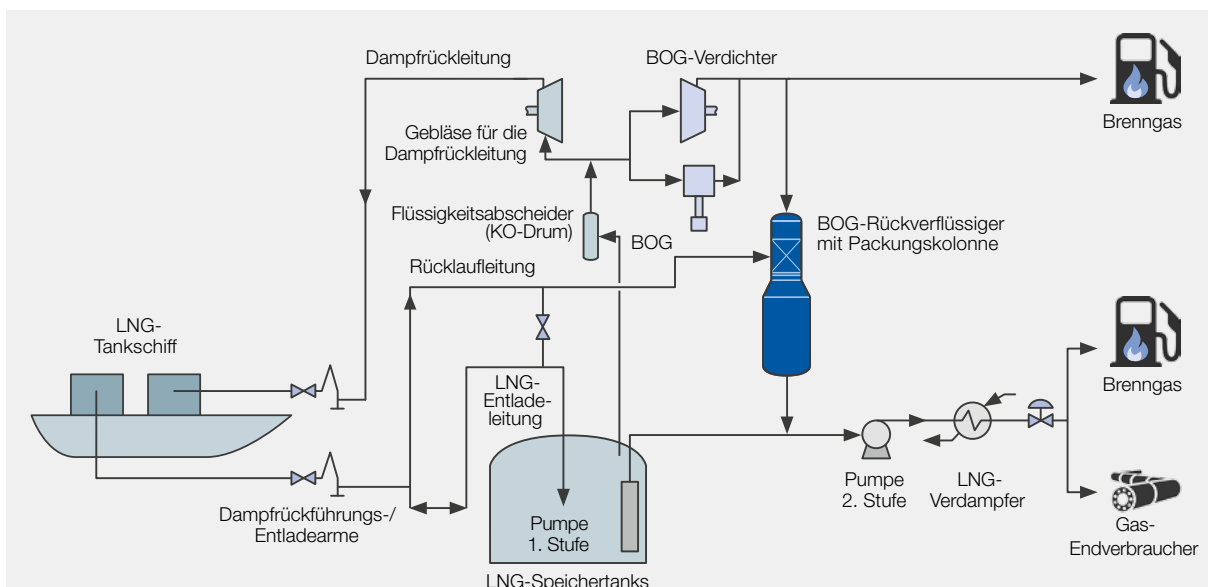 Dampfrückleitung
BOG-Verdichter
Brenngas
Gebläse für die
Dampfrückleitung
Flüssigkeitsabscheider
(KO-Drum)
BOG
BOG-Rückverflüssiger
mit Packungskolonne
Rücklaufleitung
LNG-
Tankschiff
LNG-
Entlade-
leitung
Brenngas
Dampfrückführungs-/
Entladearme
Pumpe
1. Stufe
LNG-Speichertanks
Pumpe
2. Stufe
LNG-
Verdampfer
Gas-
Endverbraucher